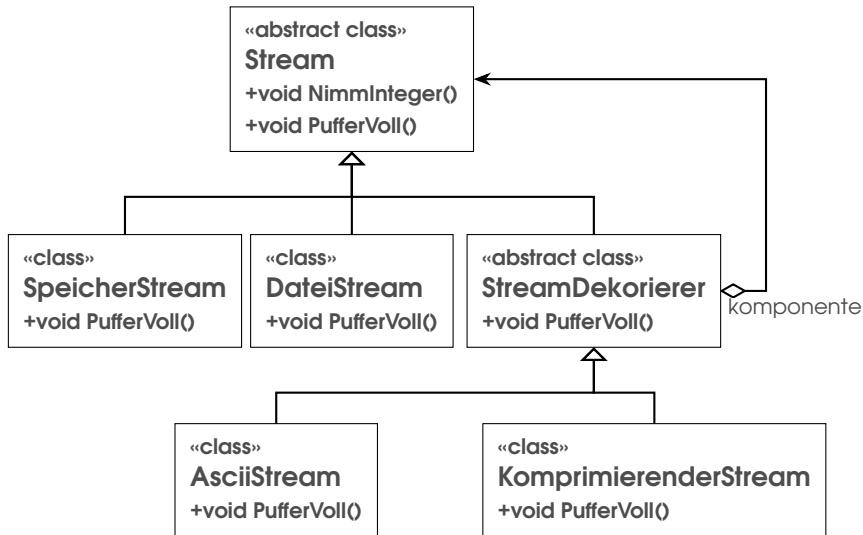 «abstract class»
Stream
+void NimmInteger()
+void PufferVoll()
«class»
SpeicherStream
+void PufferVoll()
«class»
DateiStream
+void PufferVoll()
«abstract class»
StreamDekorierer
+void PufferVoll()
komponente
«class»
AsciiStream
+void PufferVoll()
«class»
KomprimierenderStream
+void PufferVoll()